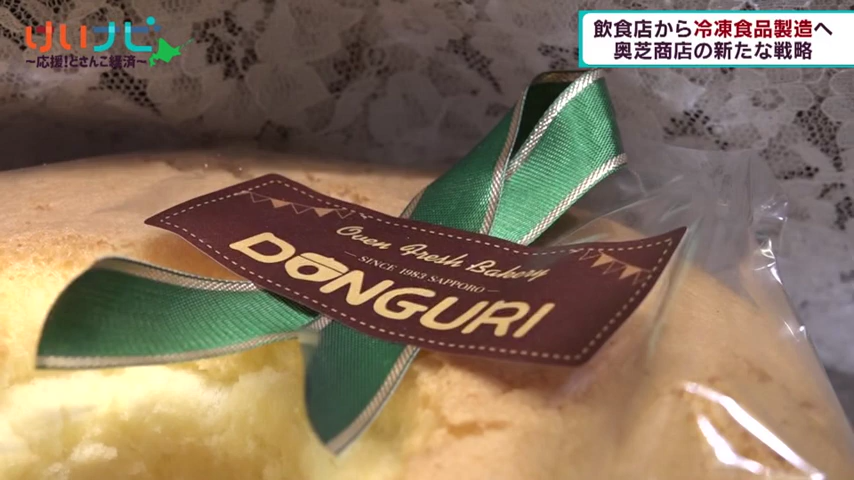 けいナビ
～応援!どさんこ経済～
飲食店から冷凍食品製造へ
奥芝商店の新たな戦略
Oven Fresh Bakery
SINCE 1983 SAPPORO
DONGURI